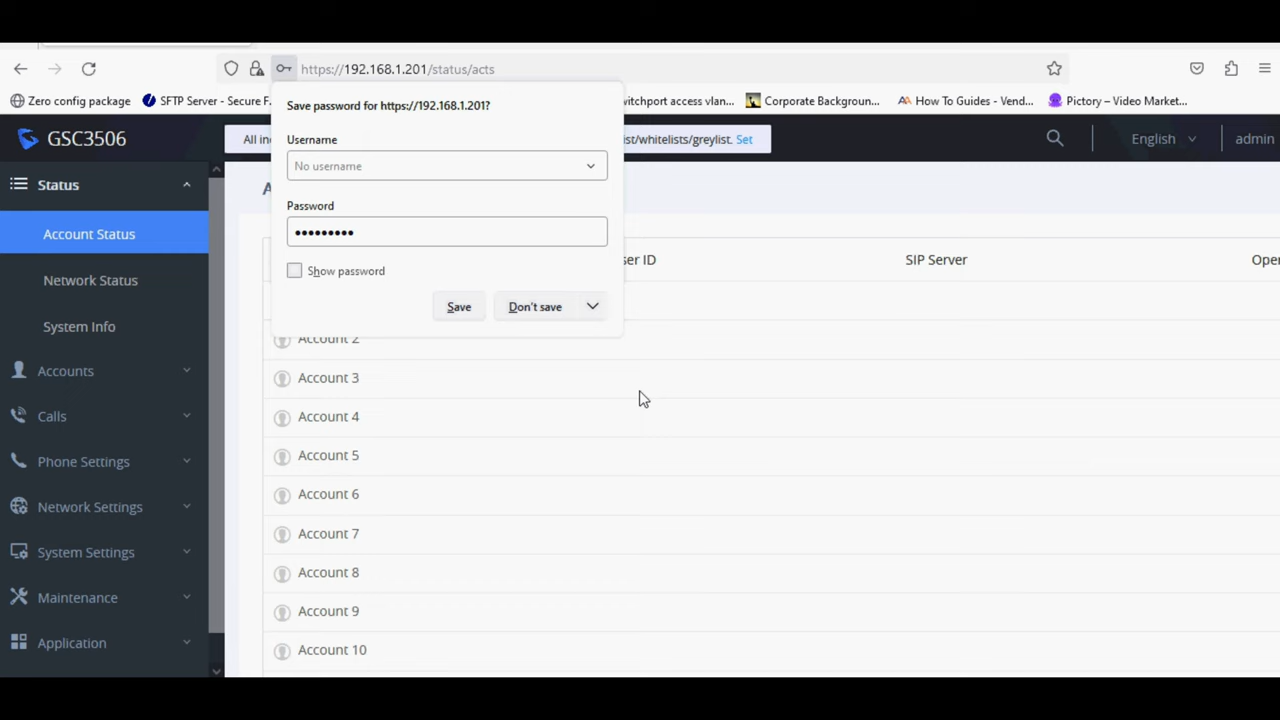 https://192.168.1.201/status/acts
Zero config package
SFTP Server - Secure F.
witchport access vlan...
Corporate Backgroun...
How To Guides - Vend...
Pictory – Video Market...
Save password for https://192.168.1.201?
GSC3506
All in
ist/whitelists/greylist. Set
English
admin
Username
No username
Status
Password
•••••••••
Account Status
ser ID
SIP Server
Oper
Show password
Network Status
Save
Don't save
System Info
Account 2
Accounts
Account 3
Calls
Account 4
Phone Settings
Account 5
Account 6
Network Settings
Account 7
System Settings
Account 8
Maintenance
Account 9
Application
Account 10